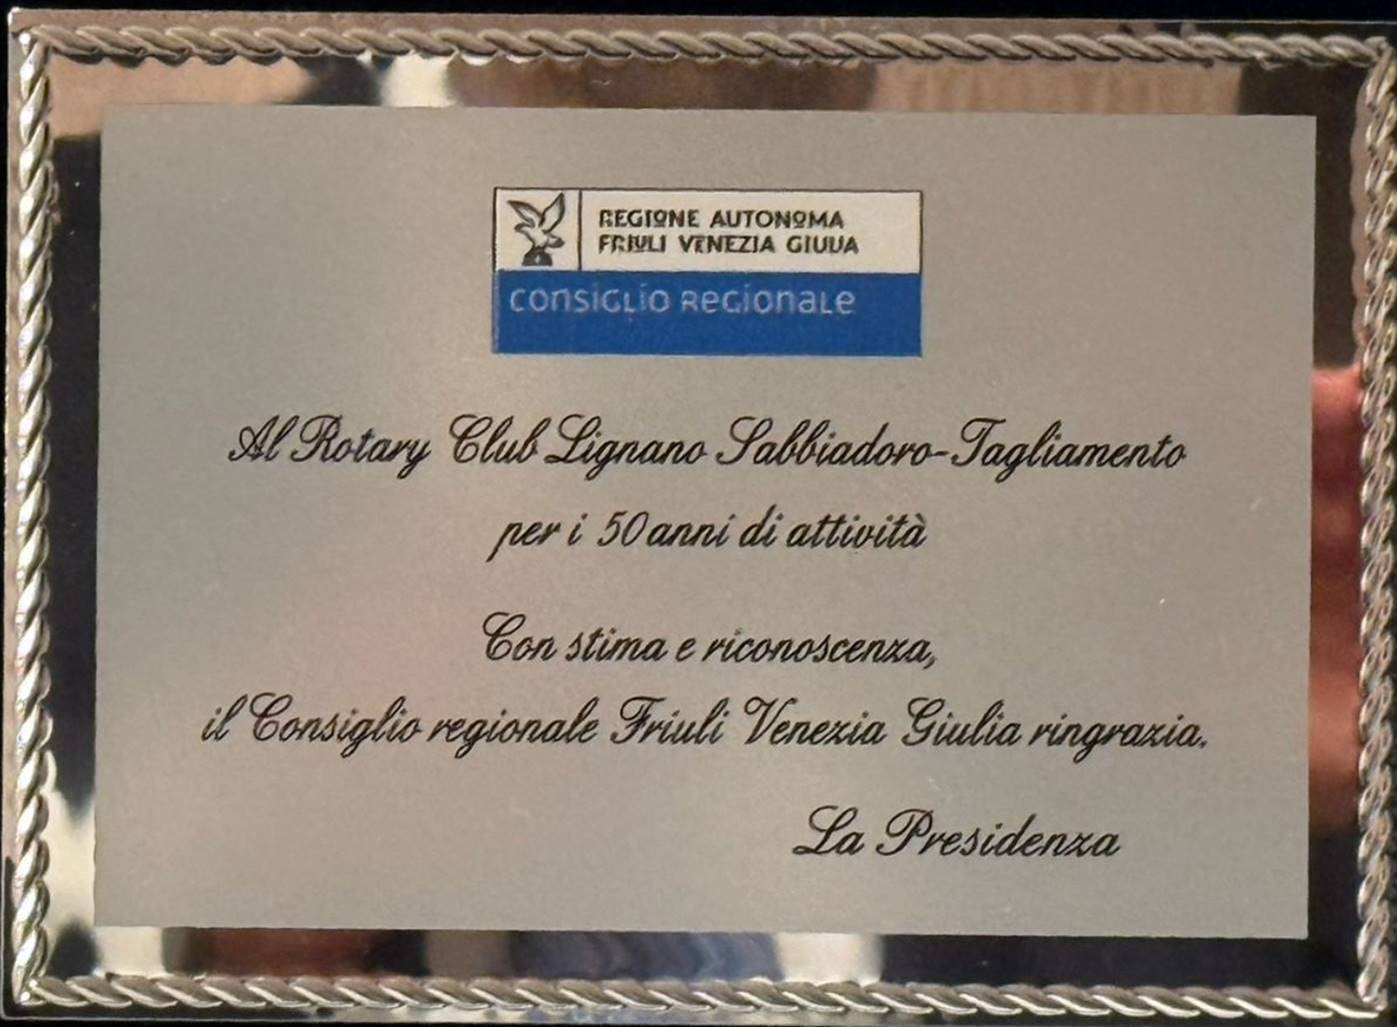 REGIONE AUTONOMA
FRIULI VENEZIA GIULIA
CONSIGLIO REGIONALE
Al Rotary Club Lignano Sabbiadoro-Tagliamento
per i 50 anni di attività
Con stima e riconoscenza,
il Consiglio regionale Friuli Venezia Giulia ringrazia.
La Presidenza